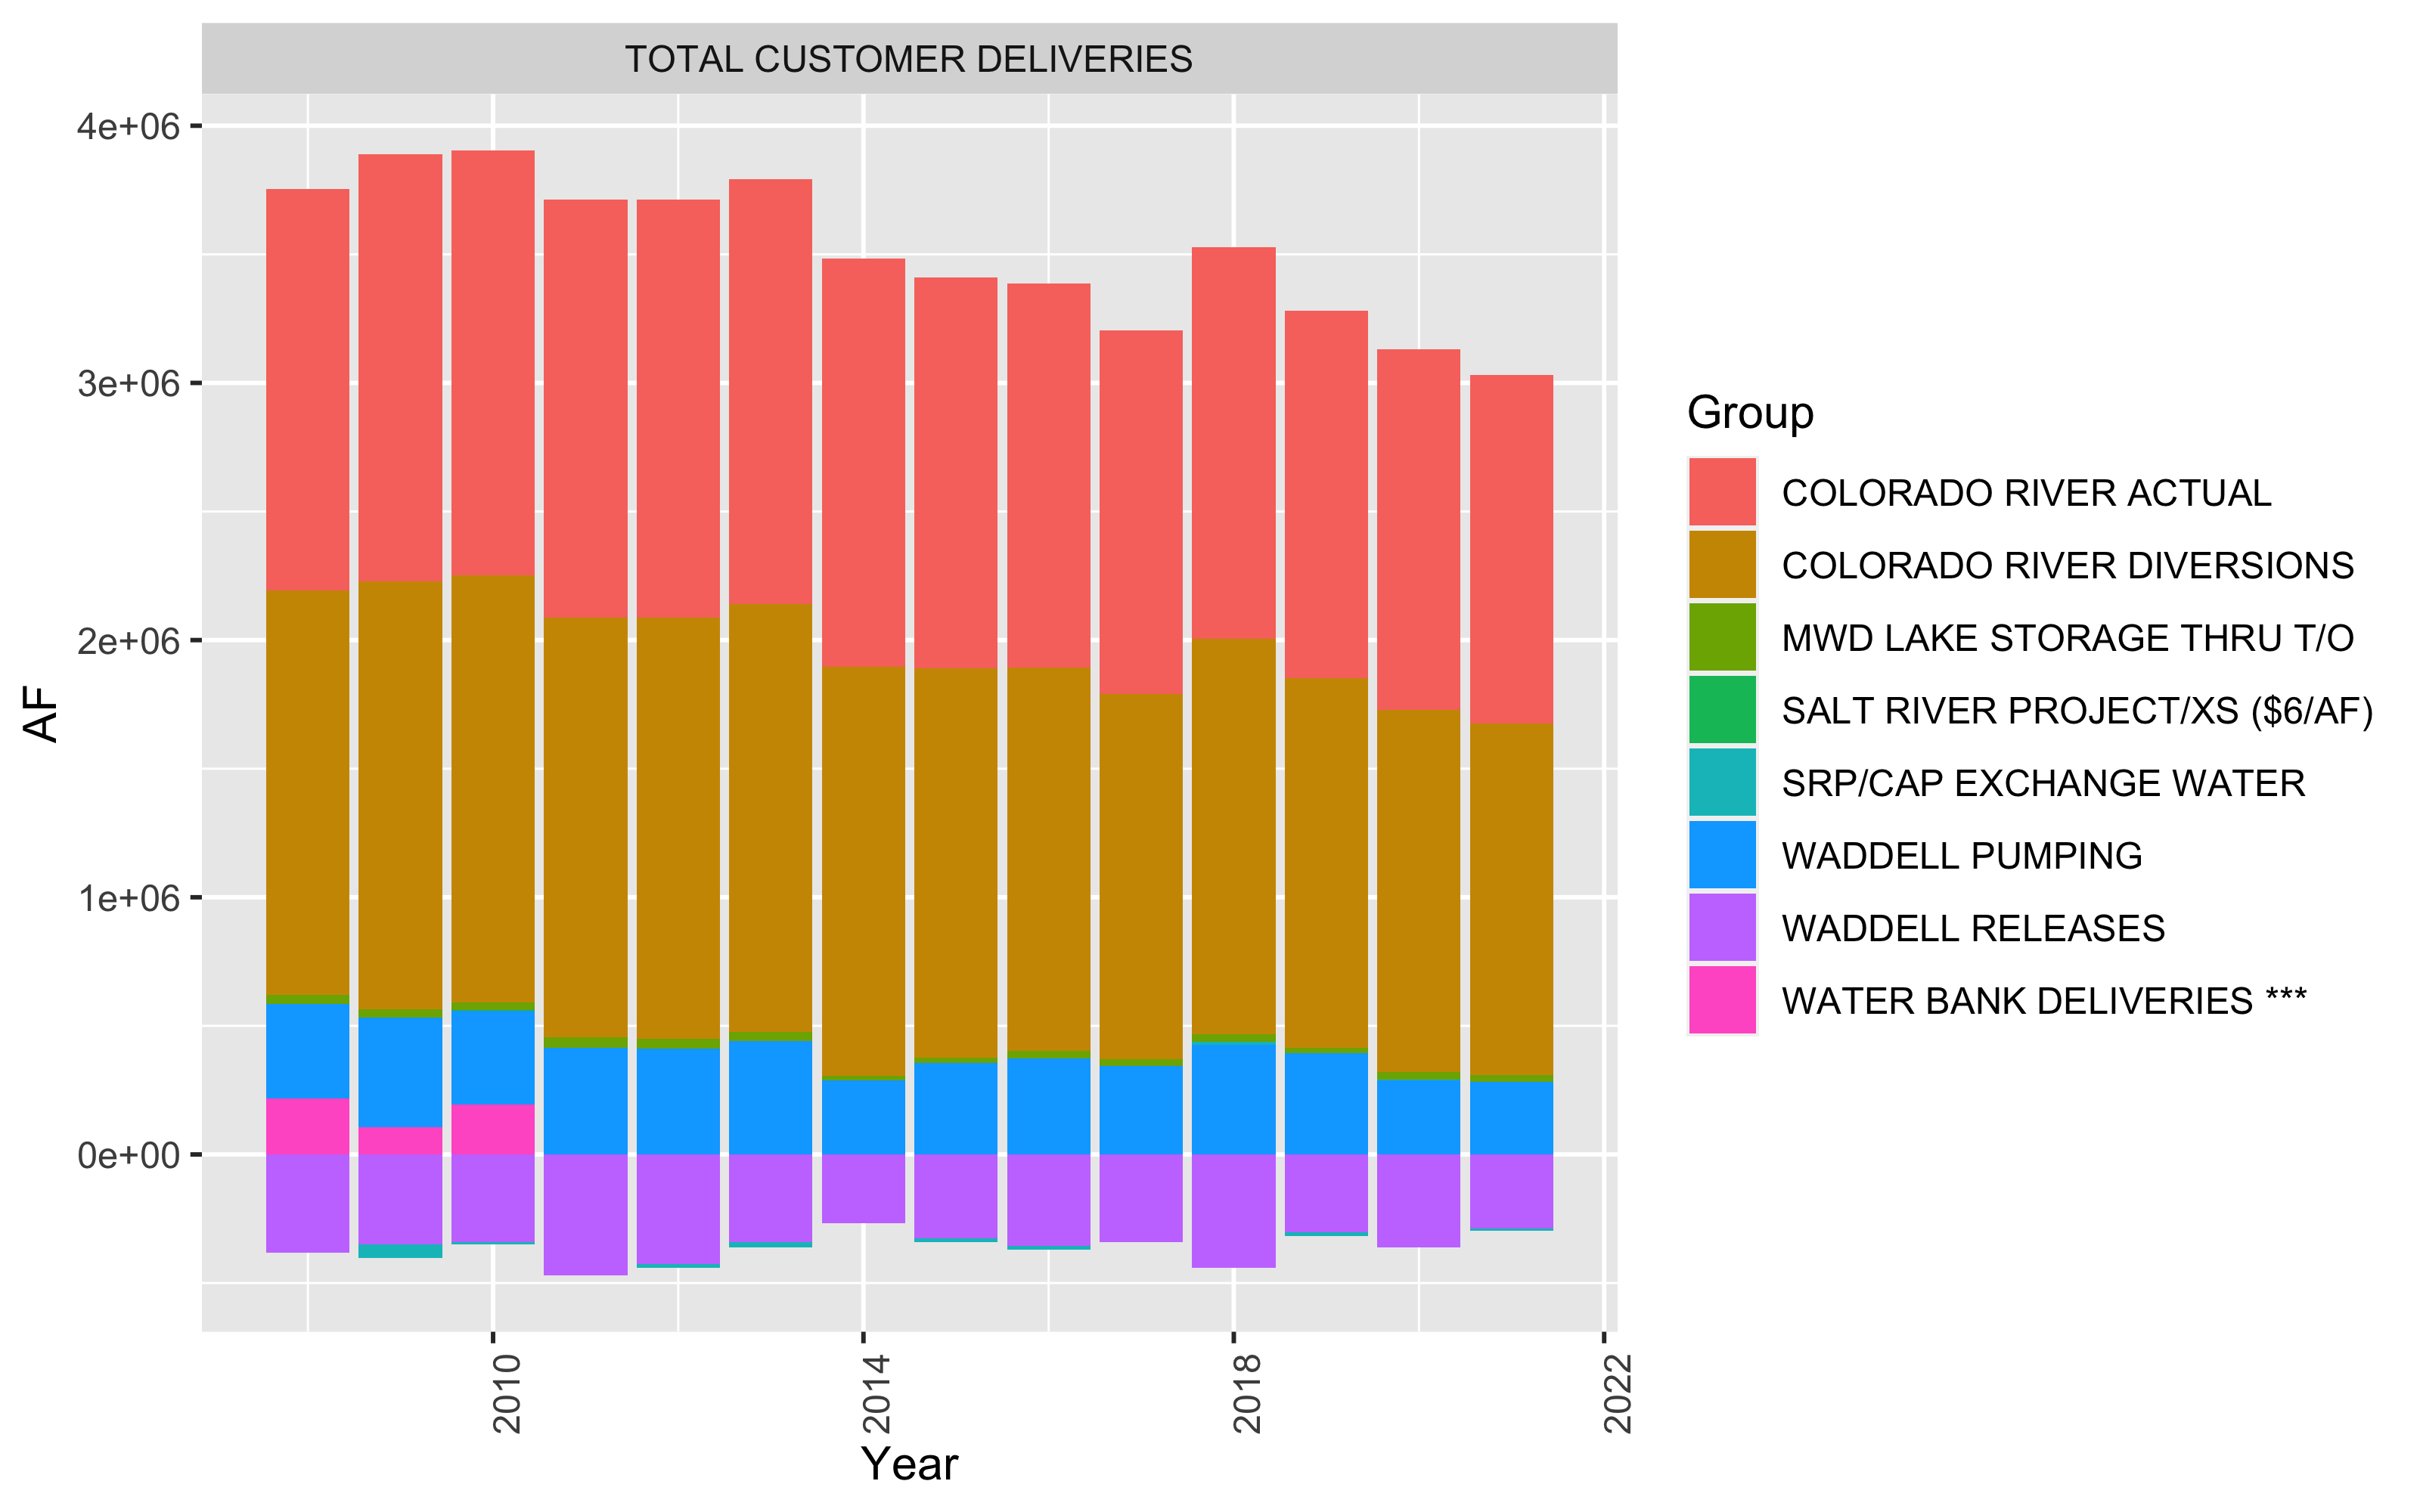 TOTAL CUSTOMER DELIVERIES
4e+06
3e+06
2e+06
1e+06
0e+00
AF
2010
2014
2018
2022
Year
Group
COLORADO RIVER ACTUAL
COLORADO RIVER DIVERSIONS
MWD LAKE STORAGE THRU T/O
SALT RIVER PROJECT/XS ($6/AF)
SRP/CAP EXCHANGE WATER
WADDELL PUMPING
WADDELL RELEASES
WATER BANK DELIVERIES ***